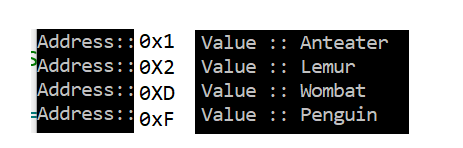 Address:: 0x1 Value :: Anteater
Address:: 0X2 Value :: Lemur
Address:: 0XD Value :: Wombat
Address:: 0xF Value :: Penguin